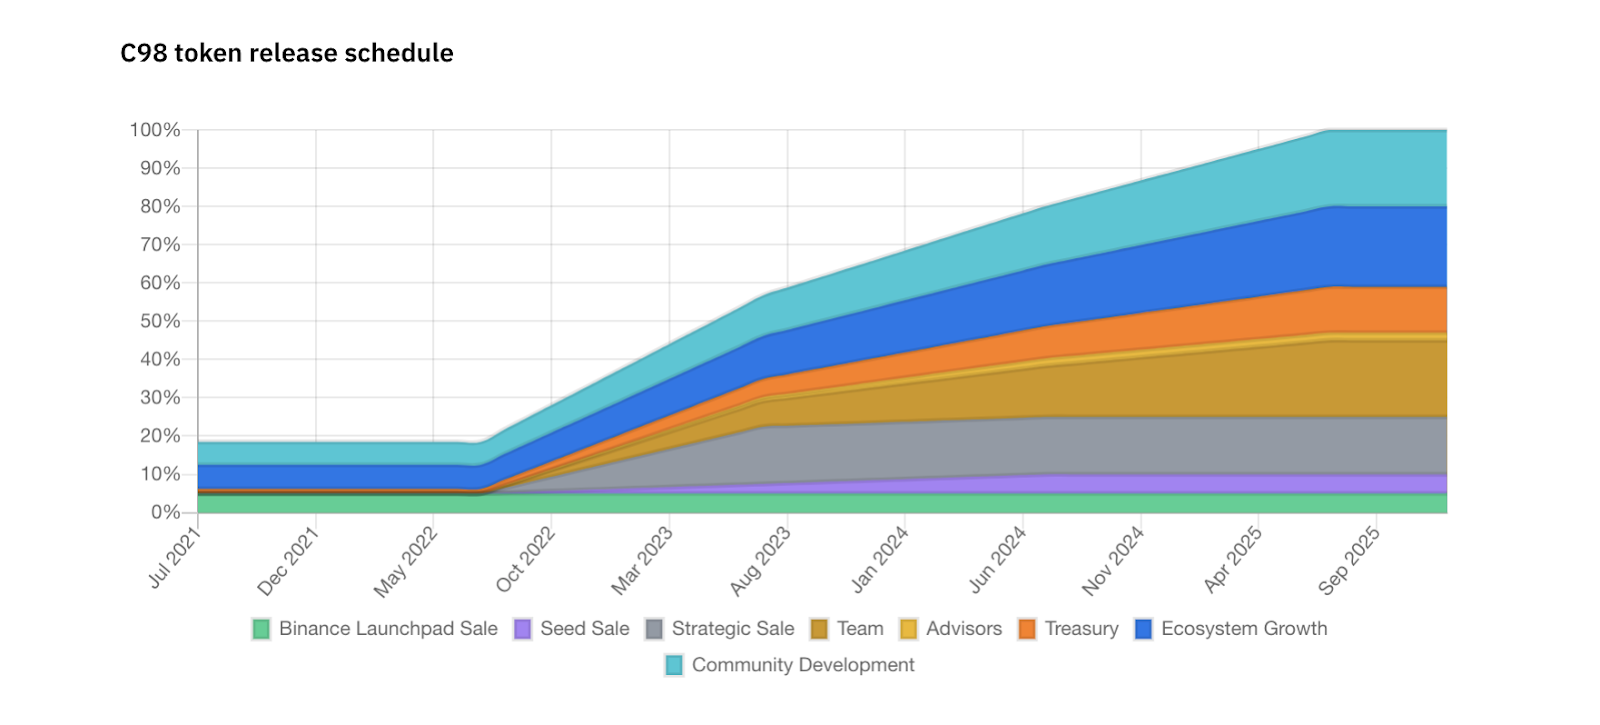 C98 token release schedule
100%
90%
80%
70%
60%
50%
40%
30%
20%
10%
0%
Jul 2021
Dec 2021
May 2022
Oct 2022
Mar 2023
Aug 2023
Jan 2024
Jun 2024
Nov 2024
Apr 2025
Sep 2025
Binance Launchpad Sale Seed Sale Strategic Sale Team Advisors Treasury Ecosystem Growth
Community Development